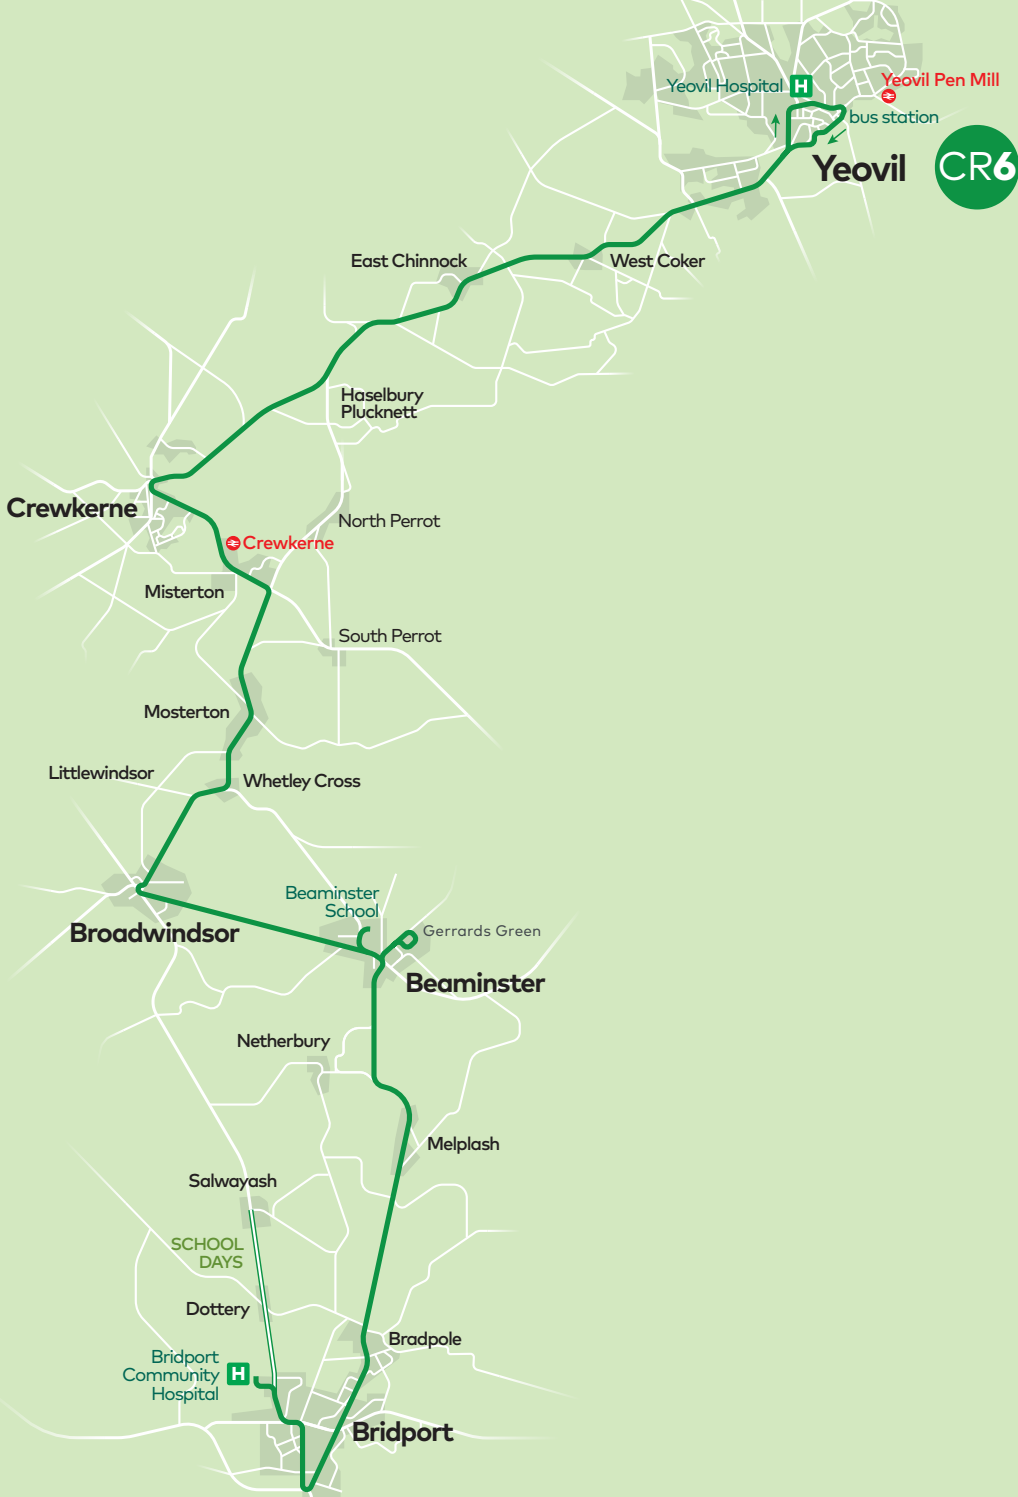 Yeovil Pen Mill
Yeovil Hospital H
bus station
Yeovil
CR6
East Chinnock
West Coker
Haselbury
Plucknett
Crewkerne
North Perrot
Crewkerne
Misterton
South Perrot
Mosterton
Littlewindsor
Whetley Cross
Beaminster
School
Broadwindsor
Gerrards Green
Beaminster
Netherbury
Melplash
Salwayash
SCHOOL
DAYS
Dottery
Bradpole
Bridport
Community
Hospital
H
Bridport